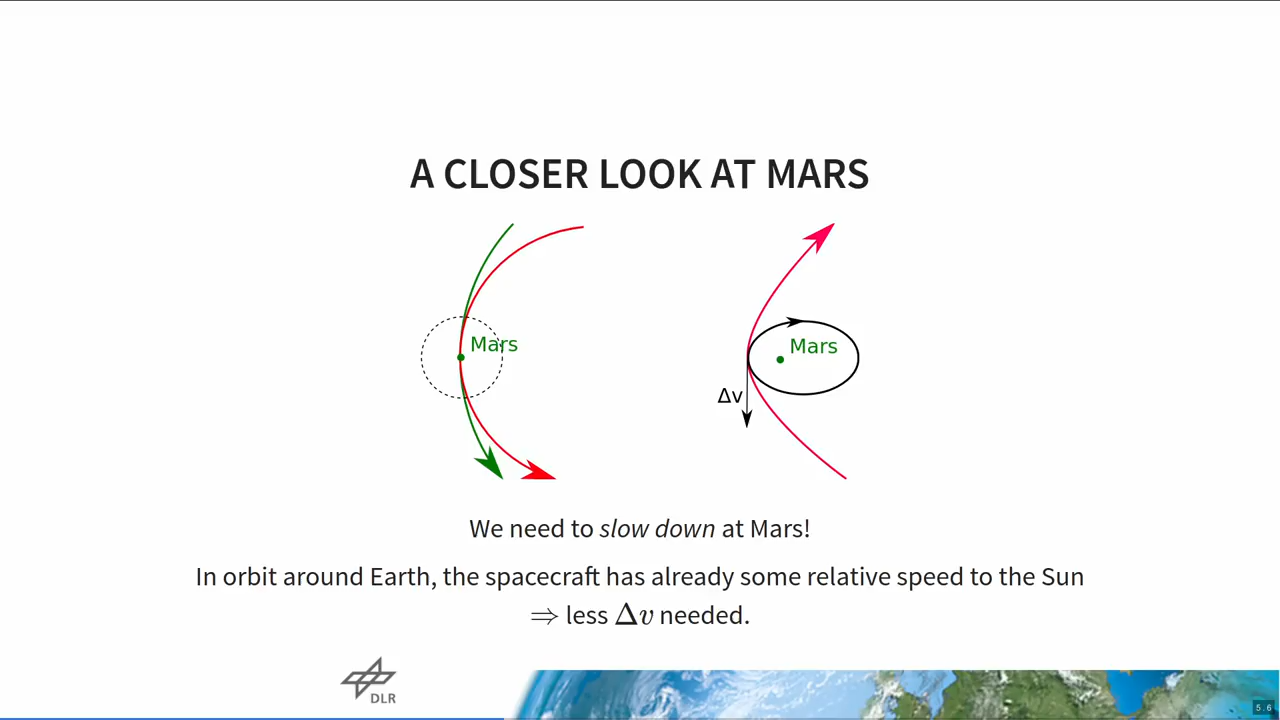 A CLOSER LOOK AT MARS
Mars
Mars
Δv
We need to slow down at Mars!
In orbit around Earth, the spacecraft has already some relative speed to the Sun
⇒ less Δv needed.
DLR
5.6